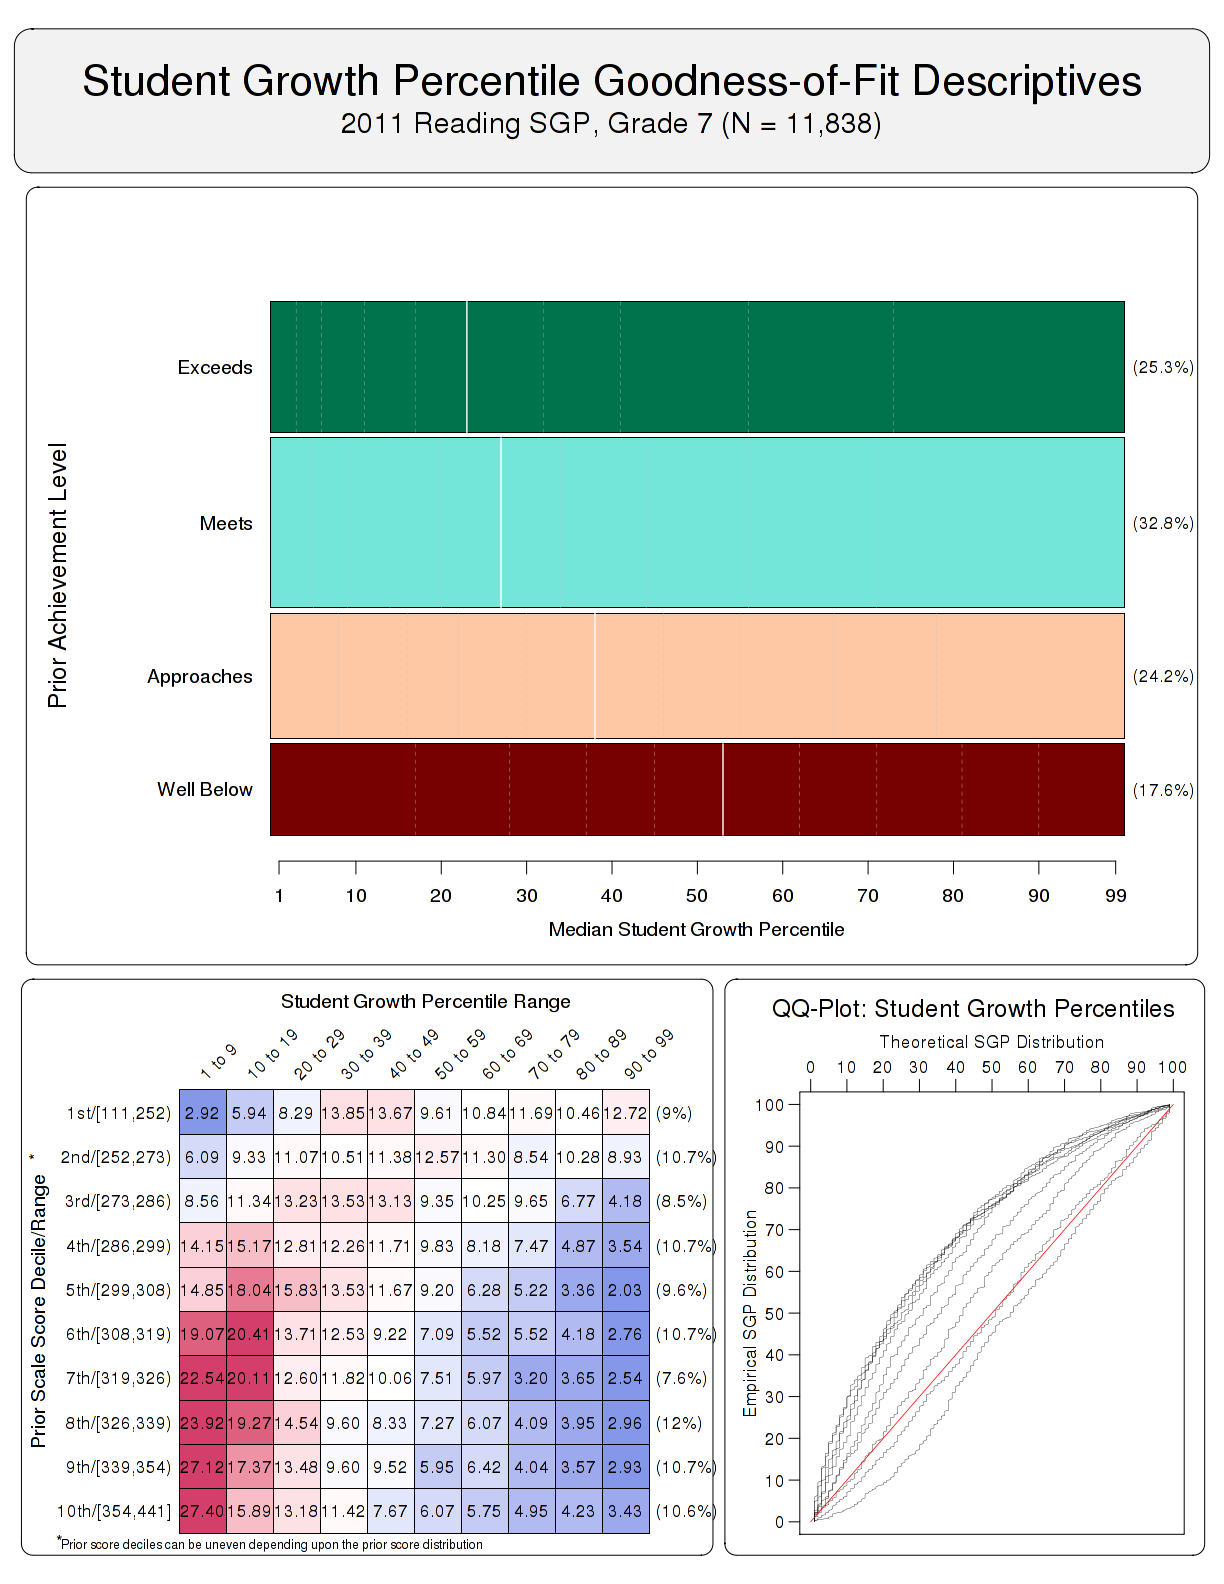 Student Growth Percentile Goodness-of-Fit Descriptives
2011 Reading SGP, Grade 7 (N = 11,838)
Prior Achievement Level
Exceeds (25.3%)
Meets (32.8%)
Approaches (24.2%)
Well Below (17.6%)
1 10 20 30 40 50 60 70 80 90 99
Median Student Growth Percentile
Student Growth Percentile Range
1 to 9 10 to 19 20 to 29 30 to 39 40 to 49 50 to 59 60 to 69 70 to 79 80 to 89 90 to 99
Prior Scale Score Decile/Range *
1st/[111,252) 2.92 5.94 8.29 13.85 13.67 9.61 10.84 11.69 10.46 12.72 (9%)
2nd/[252,273) 6.09 9.33 11.07 10.51 11.38 12.57 11.30 8.54 10.28 8.93 (10.7%)
3rd/[273,286) 8.56 11.34 13.23 13.53 13.13 9.35 10.25 9.65 6.77 4.18 (8.5%)
4th/[286,299) 14.15 15.17 12.81 12.26 11.71 9.83 8.18 7.47 4.87 3.54 (10.7%)
5th/[299,308) 14.85 18.04 15.83 13.53 11.67 9.20 6.28 5.22 3.36 2.03 (9.6%)
6th/[308,319) 19.07 20.41 13.71 12.53 9.22 7.09 5.52 5.52 4.18 2.76 (10.7%)
7th/[319,326) 22.54 20.11 12.60 11.82 10.06 7.51 5.97 3.20 3.65 2.54 (7.6%)
8th/[326,339) 23.92 19.27 14.54 9.60 8.33 7.27 6.07 4.09 3.95 2.96 (12%)
9th/[339,354) 27.12 17.37 13.48 9.60 9.52 5.95 6.42 4.04 3.57 2.93 (10.7%)
10th/[354,441] 27.40 15.89 13.18 11.42 7.67 6.07 5.75 4.95 4.23 3.43 (10.6%)
*Prior score deciles can be uneven depending upon the prior score distribution
QQ-Plot: Student Growth Percentiles
Theoretical SGP Distribution
0 10 20 30 40 50 60 70 80 90 100
Empirical SGP Distribution
100
90
80
70
60
50
40
30
20
10
0